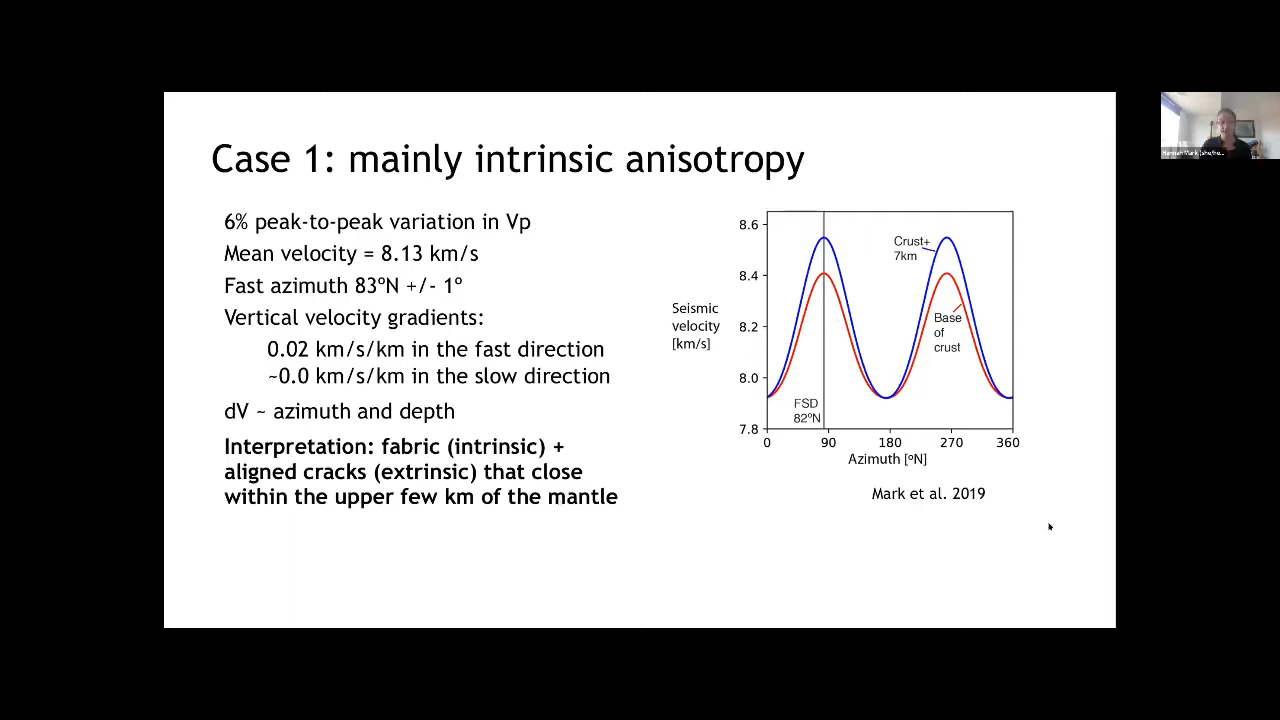 Case 1: mainly intrinsic anisotropy
6% peak-to-peak variation in Vp
Mean velocity = 8.13 km/s
Fast azimuth 83ºN +/- 1º
Vertical velocity gradients:
0.02 km/s/km in the fast direction
~0.0 km/s/km in the slow direction
dV ~ azimuth and depth
Interpretation: fabric (intrinsic) +
aligned cracks (extrinsic) that close
within the upper few km of the mantle
Seismic
velocity
[km/s]
8.6
8.4
8.2
8.0
7.8
Crust+
7km
Base
of
crust
FSD
82ºN
0
90
180
270
360
Azimuth [ºN]
Mark et al. 2019
Hannah Mark (she/he...